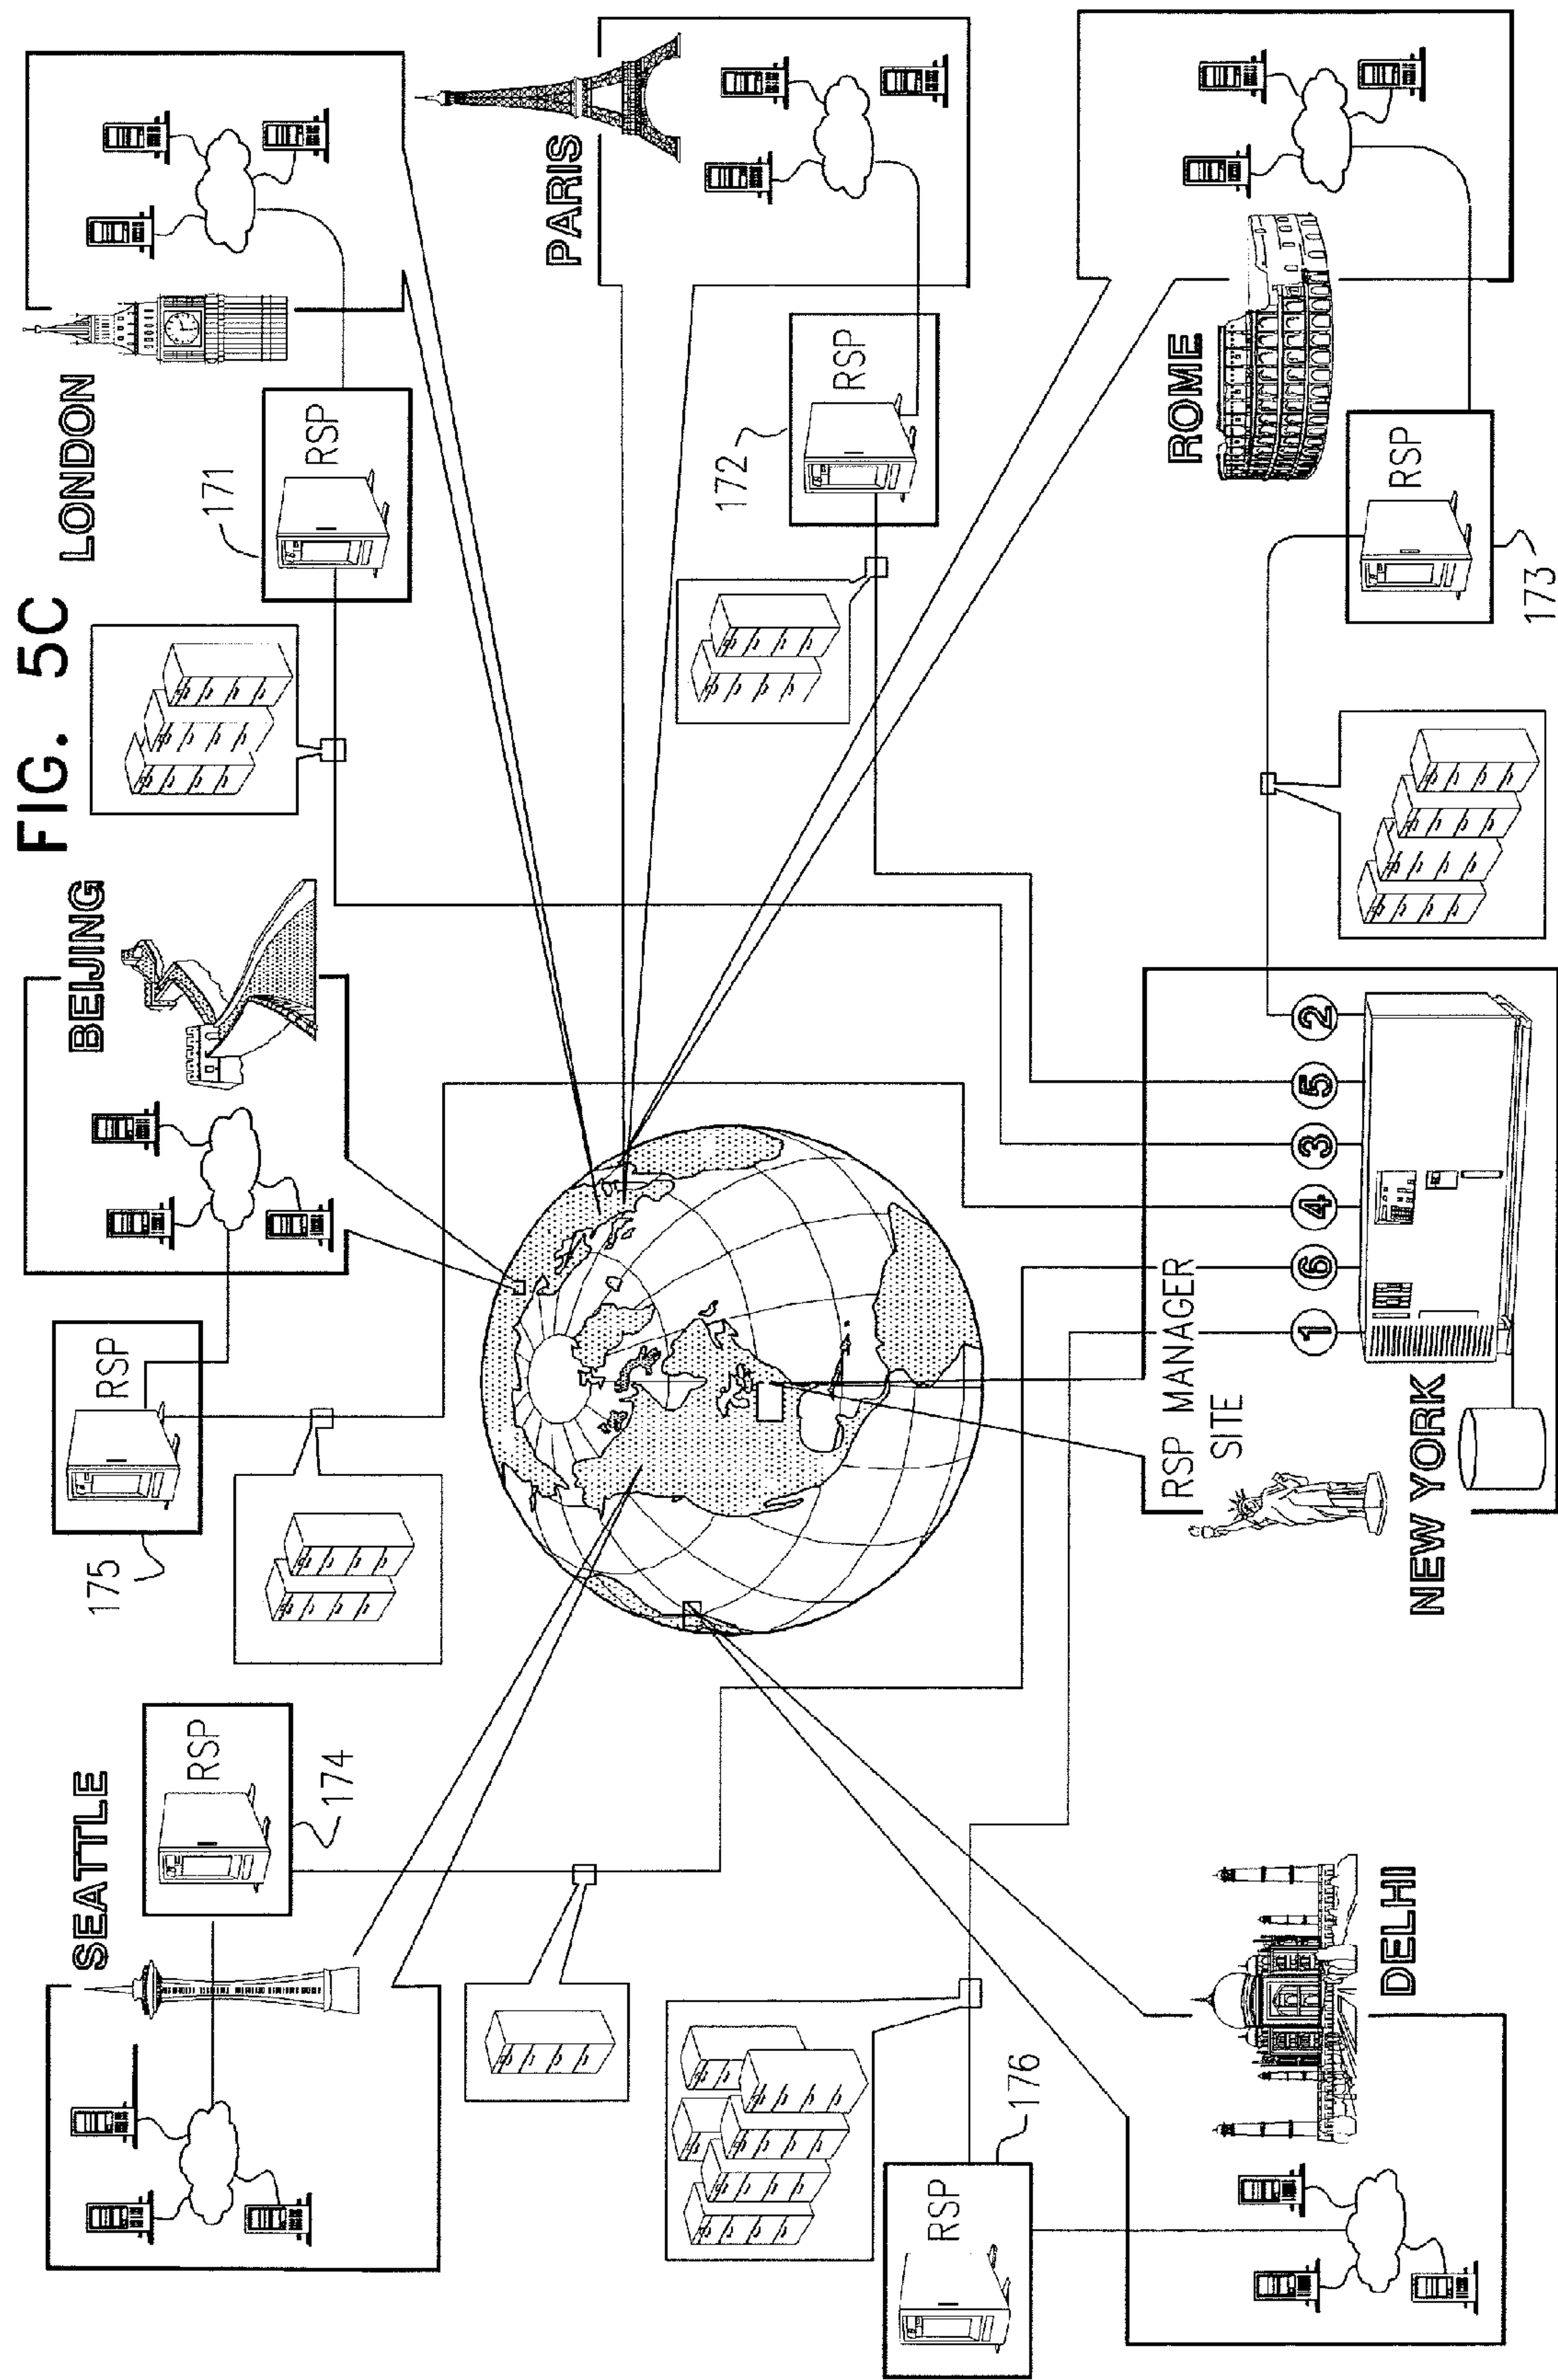 FIG. 5C
SEATTLE
RSP
174
175
RSP
BEIJING
LONDON
171
RSP
PARIS
172
RSP
ROME
RSP
173
176
RSP
DELHI
RSP MANAGER
SITE
NEW YORK
1
6
4
3
5
2